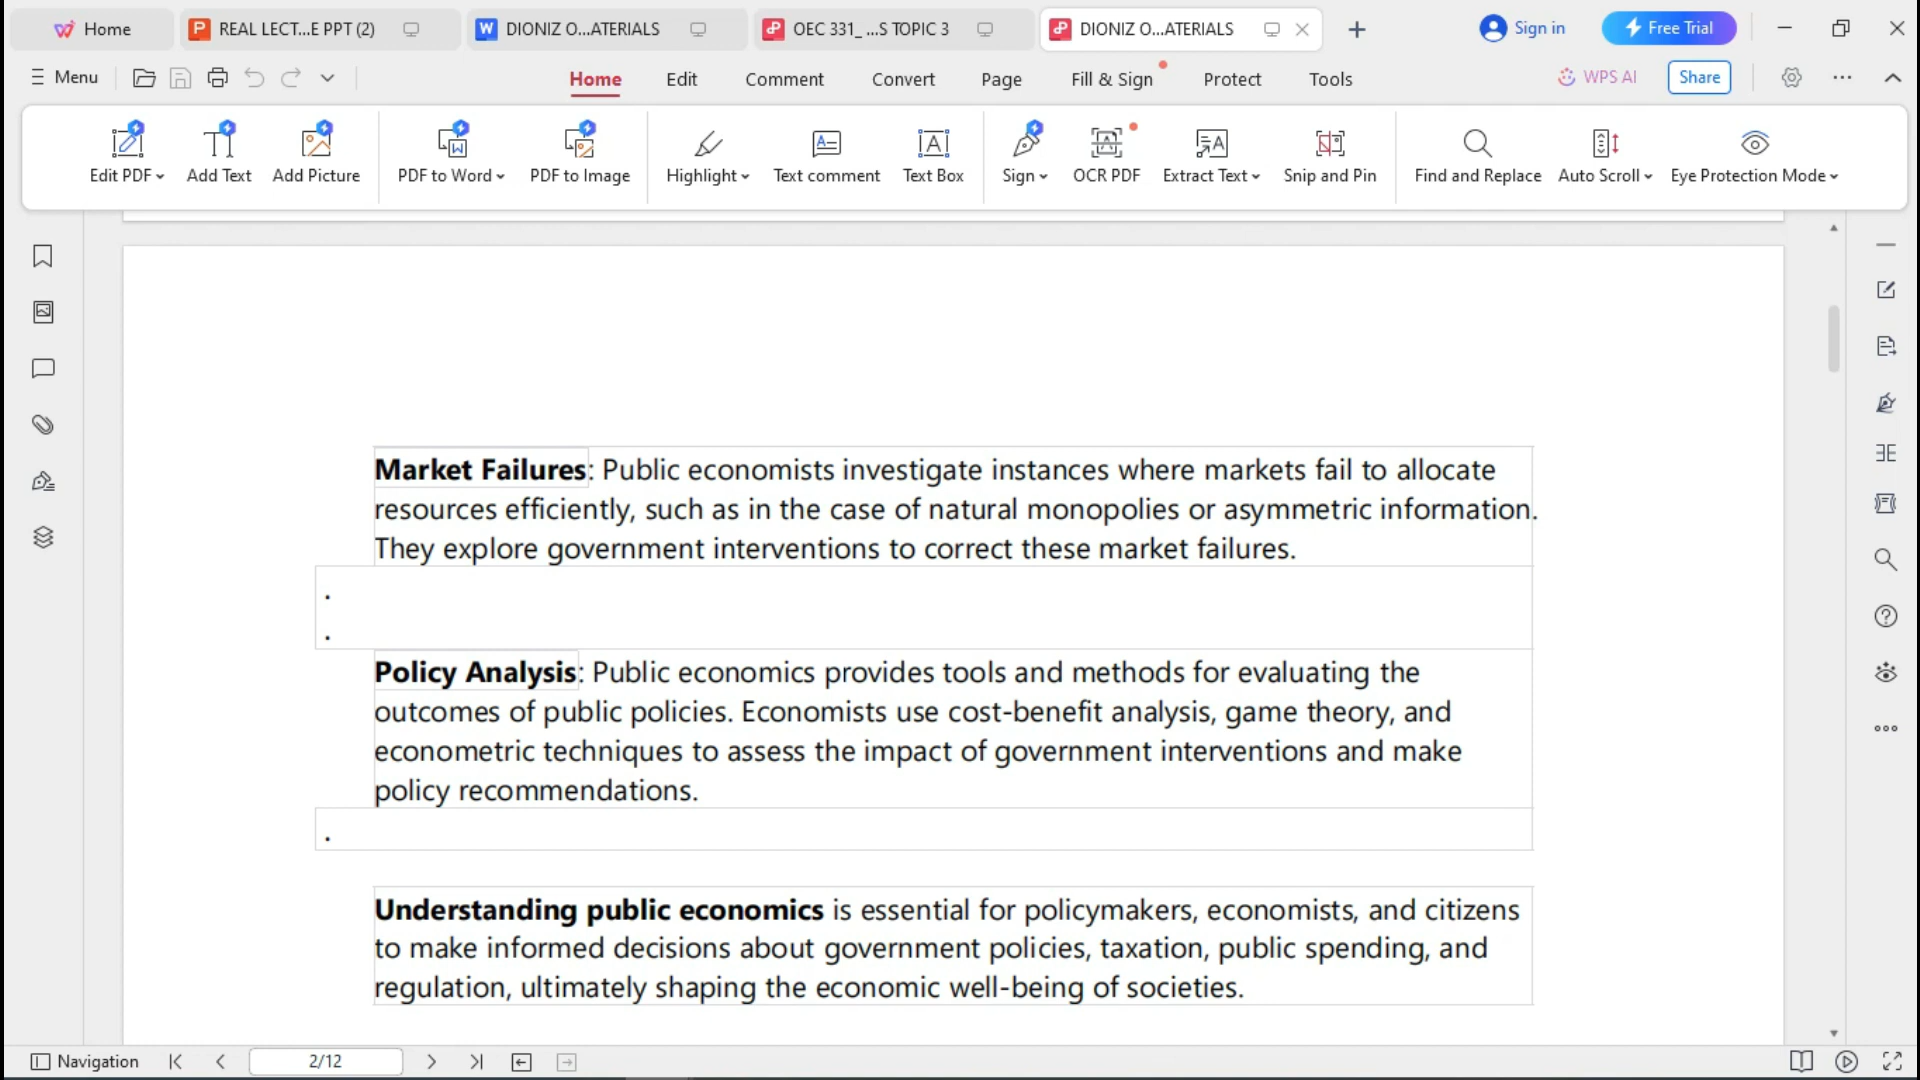 Home
REAL LECT...E PPT (2)
DIONIZ O...ATERIALS
OEC 331_ ...S TOPIC 3
DIONIZ O...ATERIALS
Sign in
Free Trial
Menu
Home
Edit
Comment
Convert
Page
Fill & Sign
Protect
Tools
WPS AI
Share
Edit PDF
Add Text
Add Picture
PDF to Word
PDF to Image
Highlight
Text comment
Text Box
Sign
OCR PDF
Extract Text
Snip and Pin
Find and Replace
Auto Scroll
Eye Protection Mode
Market Failures: Public economists investigate instances where markets fail to allocate
resources efficiently, such as in the case of natural monopolies or asymmetric information.
They explore government interventions to correct these market failures.
.
.
Policy Analysis: Public economics provides tools and methods for evaluating the
outcomes of public policies. Economists use cost-benefit analysis, game theory, and
econometric techniques to assess the impact of government interventions and make
policy recommendations.
.
Understanding public economics is essential for policymakers, economists, and citizens
to make informed decisions about government policies, taxation, public spending, and
regulation, ultimately shaping the economic well-being of societies.
Navigation
2/12